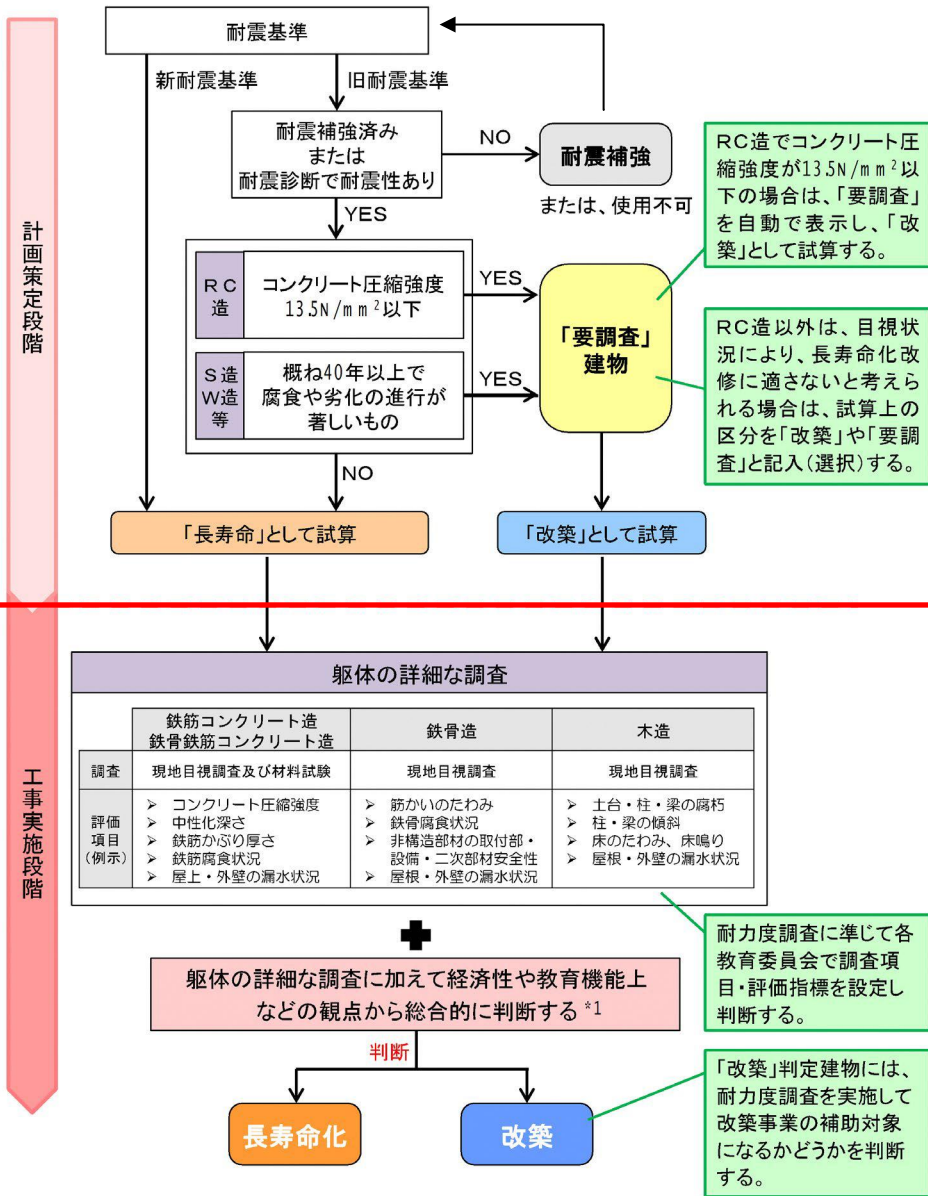 耐震基準
新耐震基準
旧耐震基準
耐震補強済み
または
耐震診断で耐震性あり
NO
耐震補強
または、使用不可
YES
RC造でコンクリート圧
縮強度が13.5N/mm²以
下の場合は、「要調査」
を自動で表示し、「改
築」として試算する。
計画策定段階
RC
造
コンクリート圧縮強度
13.5N/mm²以下
YES
「要調査」
建物
S造
W造
等
概ね40年以上で
腐食や劣化の進行が
著しいもの
YES
RC造以外は、目視状
況により、長寿命化改
修に適さないと考えら
れる場合は、試算上の
区分を「改築」や「要調
査」と記入(選択)する。
NO
「長寿命」として試算
「改築」として試算
工事実施段階
躯体の詳細な調査
鉄筋コンクリート造
鉄骨鉄筋コンクリート造
鉄骨造
木造
調査
現地目視調査及び材料試験
現地目視調査
現地目視調査
評価
項目
(例示)
➢ コンクリート圧縮強度
➢ 中性化深さ
➢ 鉄筋かぶり厚さ
➢ 鉄筋腐食状況
➢ 屋上・外壁の漏水状況
➢ 筋かいのたわみ
➢ 鉄骨腐食状況
➢ 非構造部材の取付部・
設備・二次部材安全性
➢ 屋根・外壁の漏水状況
➢ 土台・柱・梁の腐朽
➢ 柱・梁の傾斜
➢ 床のたわみ、床鳴り
➢ 屋根・外壁の漏水状況
耐力度調査に準じて各
教育委員会で調査項
目・評価指標を設定し
判断する。
躯体の詳細な調査に加えて経済性や教育機能上
などの観点から総合的に判断する *1
判断
長寿命化
改築
「改築」判定建物には、
耐力度調査を実施して
改築事業の補助対象
になるかどうかを判断
する。